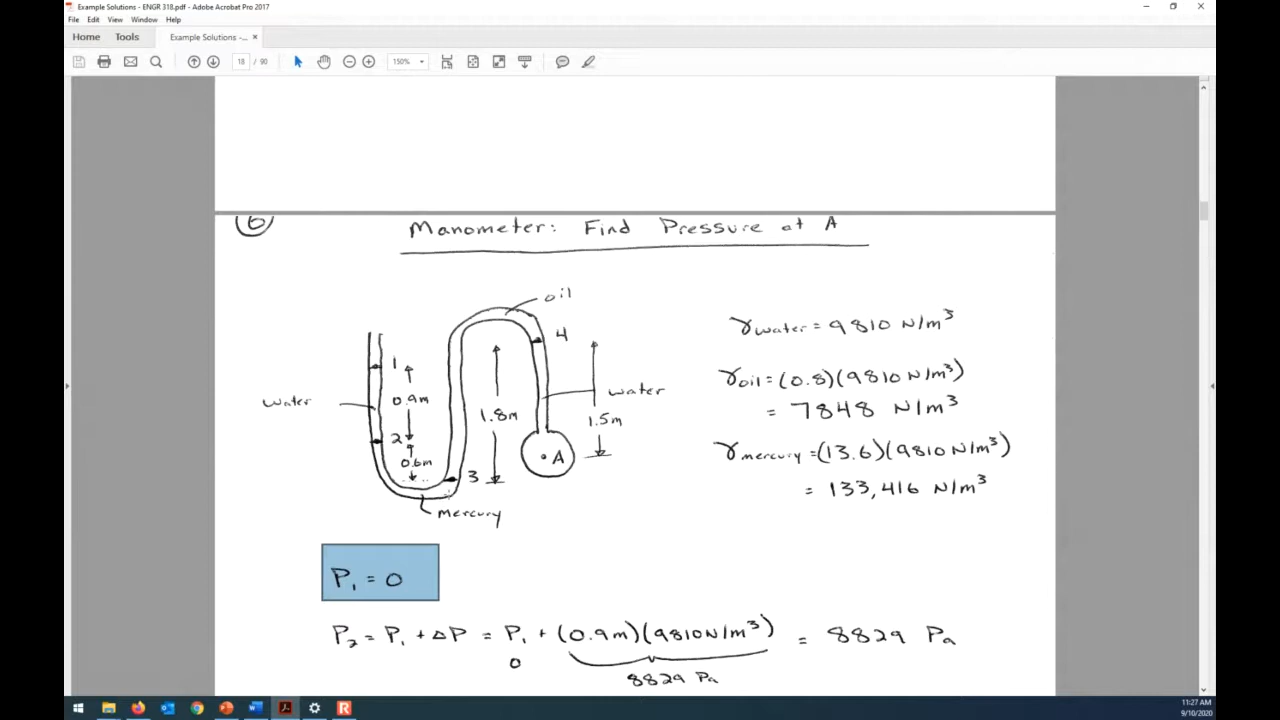 Example Solutions - ENGR 318.pdf - Adobe Acrobat Pro 2017
File Edit View Window Help
Home Tools Example Solutions -... ×
18 / 90 150%
6
Manometer: Find Pressure at A
oil
4
1
γwater = 9810 N/m³
water
0.9m
1.8m
water
1.5m
γoil = (0.8)(9810 N/m³)
= 7848 N/m³
2
0.6m
3
A
γmercury = (13.6)(9810 N/m³)
= 133,416 N/m³
mercury
P₁ = 0
P₂ = P₁ + ΔP = P₁ + (0.9m)(9810 N/m³) = 8829 Pa
0
8829 Pa
11:27 AM
9/10/2020